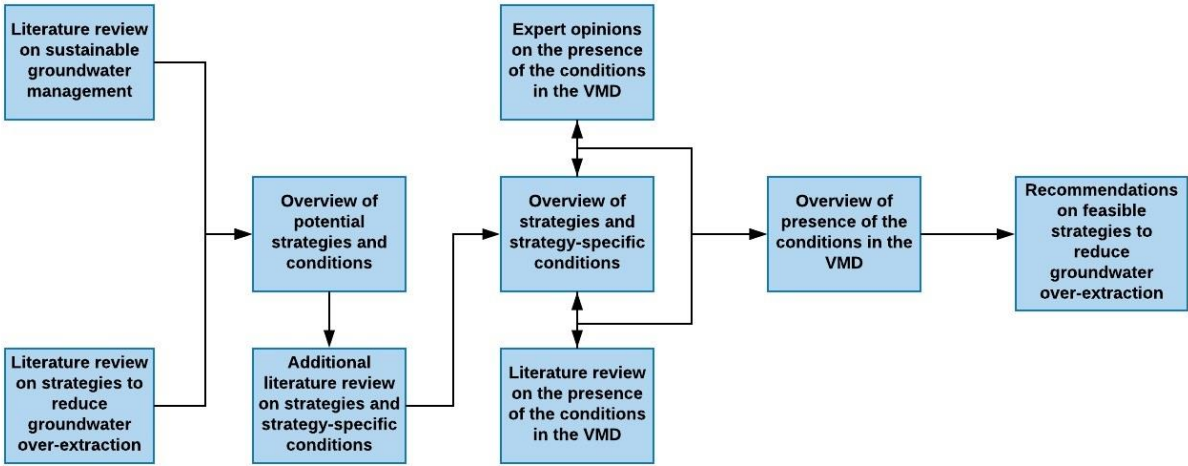 Literature review
on sustainable
groundwater
management
Literature review
on strategies to
reduce
groundwater
over-extraction
Overview of
potential
strategies and
conditions
Additional
literature review
on strategies and
strategy-specific
conditions
Expert opinions
on the presence
of the conditions
in the VMD
Overview of
strategies and
strategy-specific
conditions
Literature review
on the presence
of the conditions
in the VMD
Overview of
presence of the
conditions in the
VMD
Recommendations
on feasible
strategies to
reduce
groundwater
over-extraction